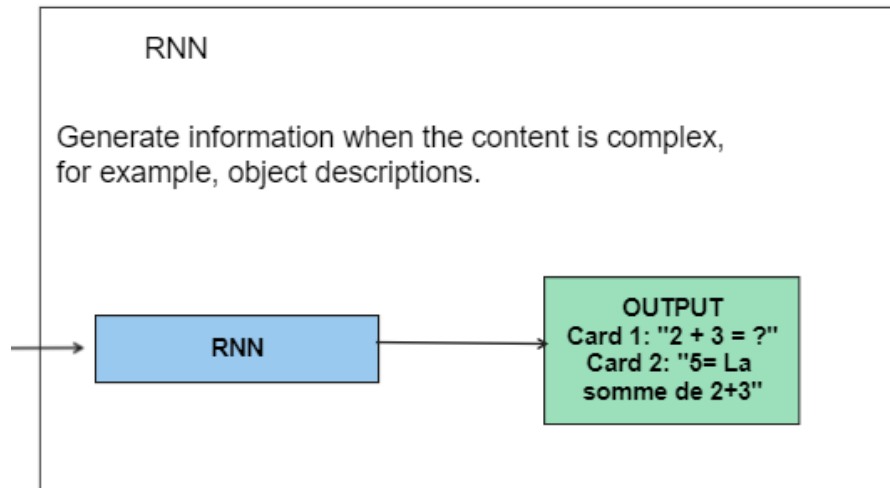 RNN
Generate information when the content is complex,
for example, object descriptions.
RNN
OUTPUT
Card 1: "2 + 3 = ?"
Card 2: "5= La
somme de 2+3"